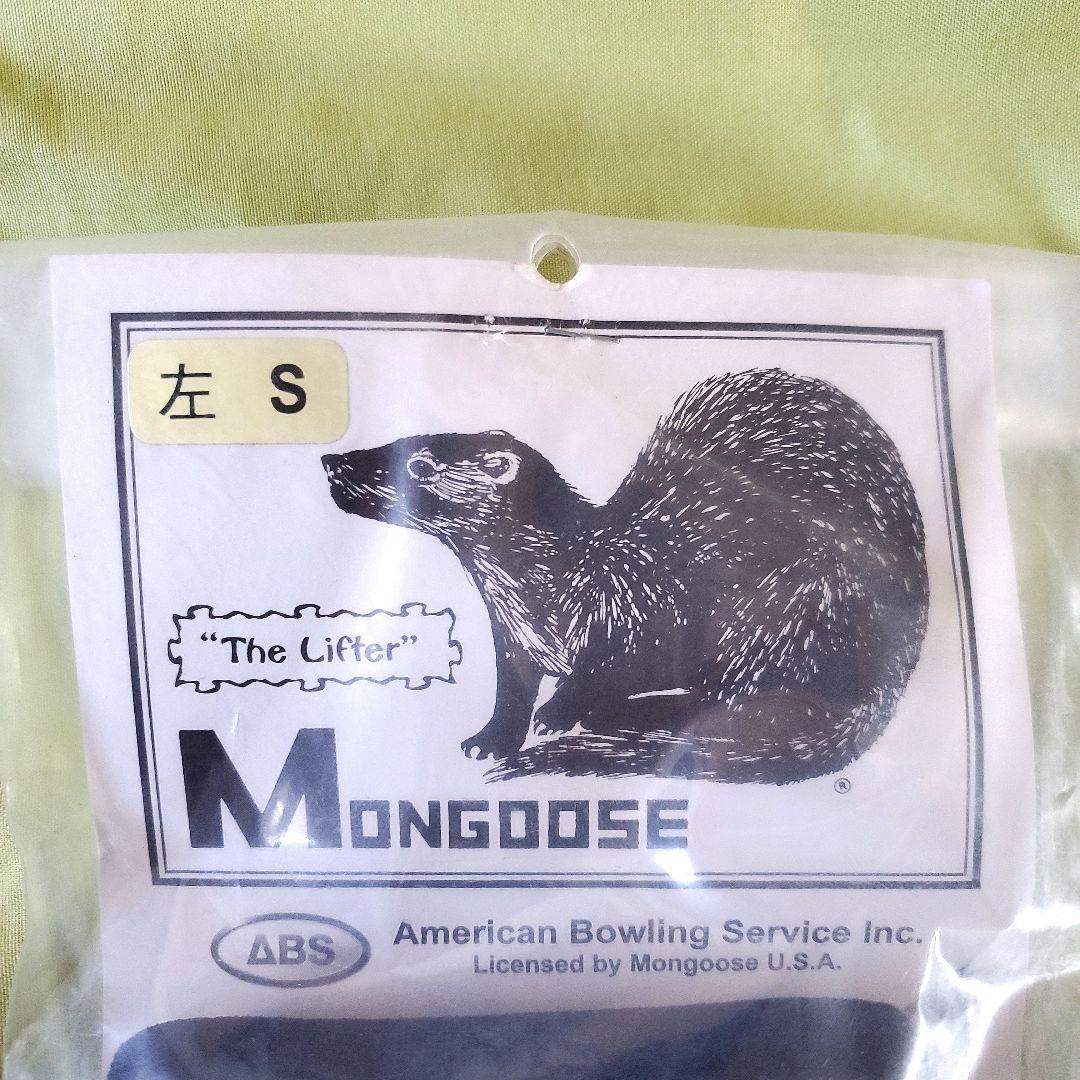 左 S
“The Lifter”
MONGOOSE
®
ABS
American Bowling Service Inc.
Licensed by Mongoose U.S.A.